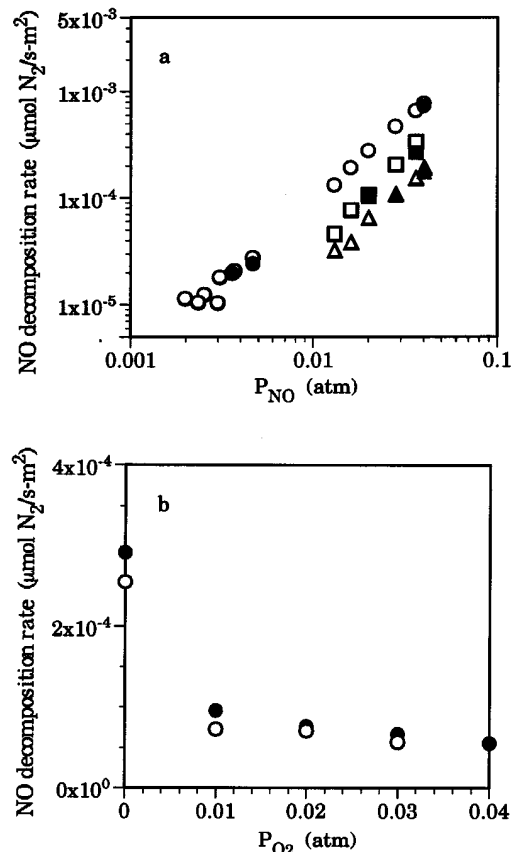 a
NO decomposition rate (μmol N₂/s-m²)
5x10⁻³
1x10⁻³
1x10⁻⁴
1x10⁻⁵
0.001
0.01
0.1
P_NO (atm)
b
NO decomposition rate (μmol N₂/s-m²)
4x10⁻⁴
2x10⁻⁴
0x10⁰
0
0.01
0.02
0.03
0.04
P_O₂ (atm)